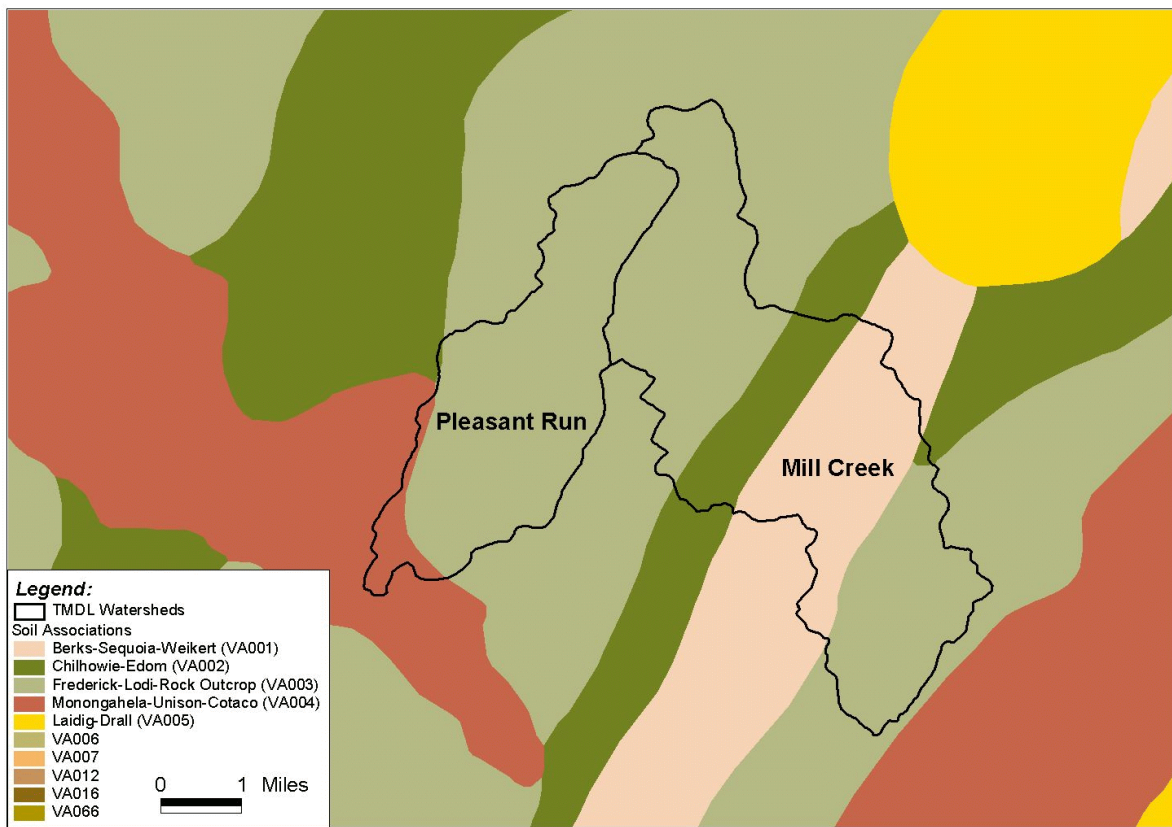 Pleasant Run
Mill Creek
Legend:
TMDL Watersheds
Soil Associations
Berks-Sequoia-Weikert (VA001)
Chilhowie-Edom (VA002)
Frederick-Lodi-Rock Outcrop (VA003)
Monongahela-Unison-Cotaco (VA004)
Laidig-Drall (VA005)
VA006
VA007
VA012
VA016
VA066
0 1 Miles